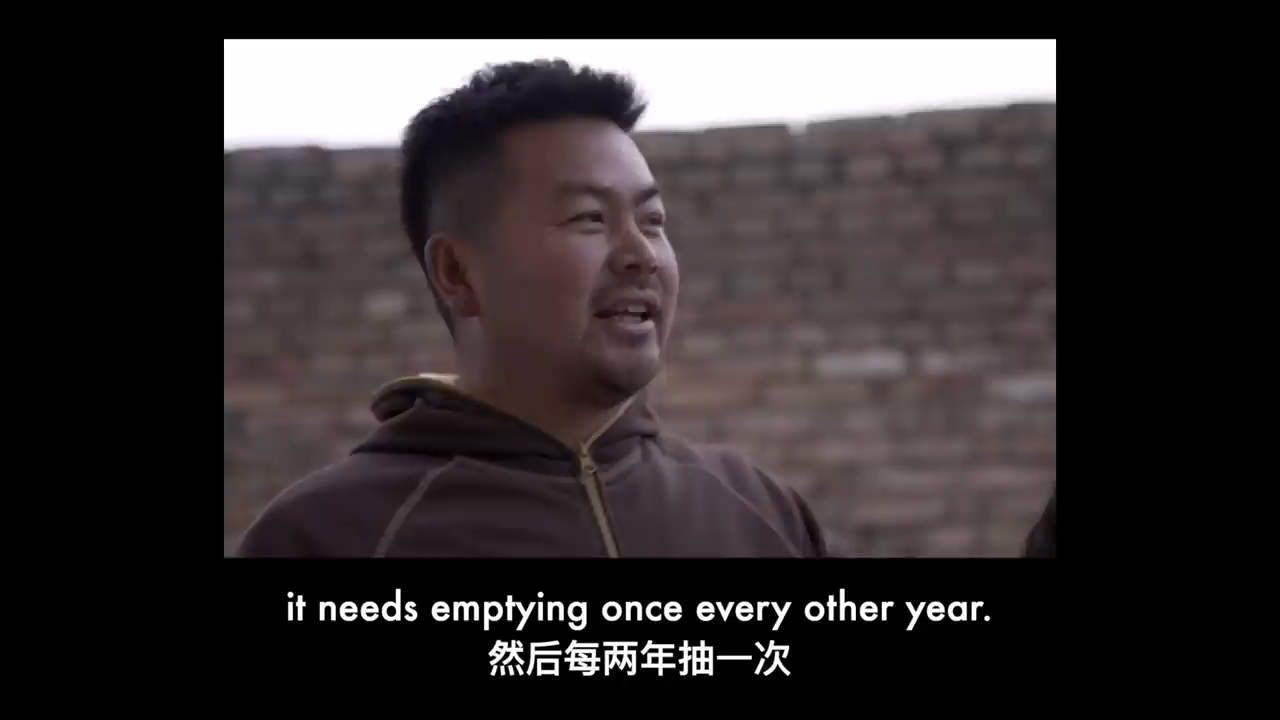 it needs emptying once every other year.
然后每两年抽一次